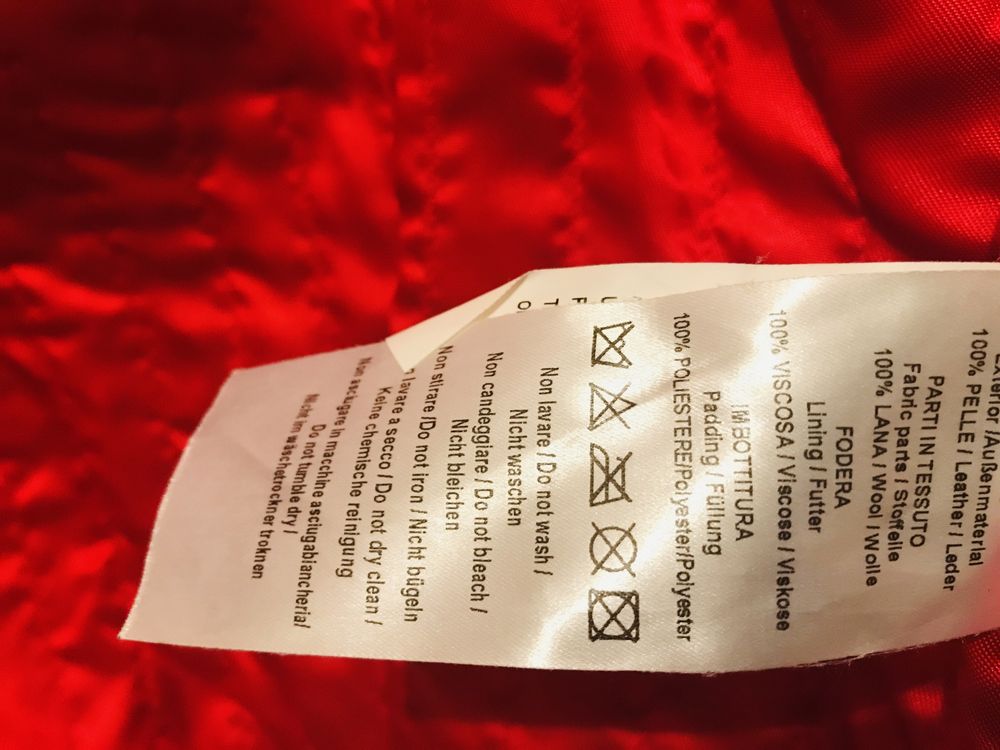 Exterior / Außenmaterial
100% PELLE / Leather / Leder
PARTI IN TESSUTO
Fabric parts / Stoffeile
100% LANA / Wool / Wolle
FODERA
Lining / Futter
100% VISCOSA / Viscose / Viskose
IMBOTTITURA
Padding / Füllung
100% POLIESTERE/Polyester/Polyester
Non lavare / Do not wash /
Nicht waschen
Non candeggiare / Do not bleach /
Nicht bleichen
Non stirare /Do not iron / Nicht bügeln
lavare a secco / Do not dry clean /
Keine chemische reinigung
Non asciugare in macchine asciugabiancheria/
Do not tumble dry /
Nicht im wäschetrockner troknen